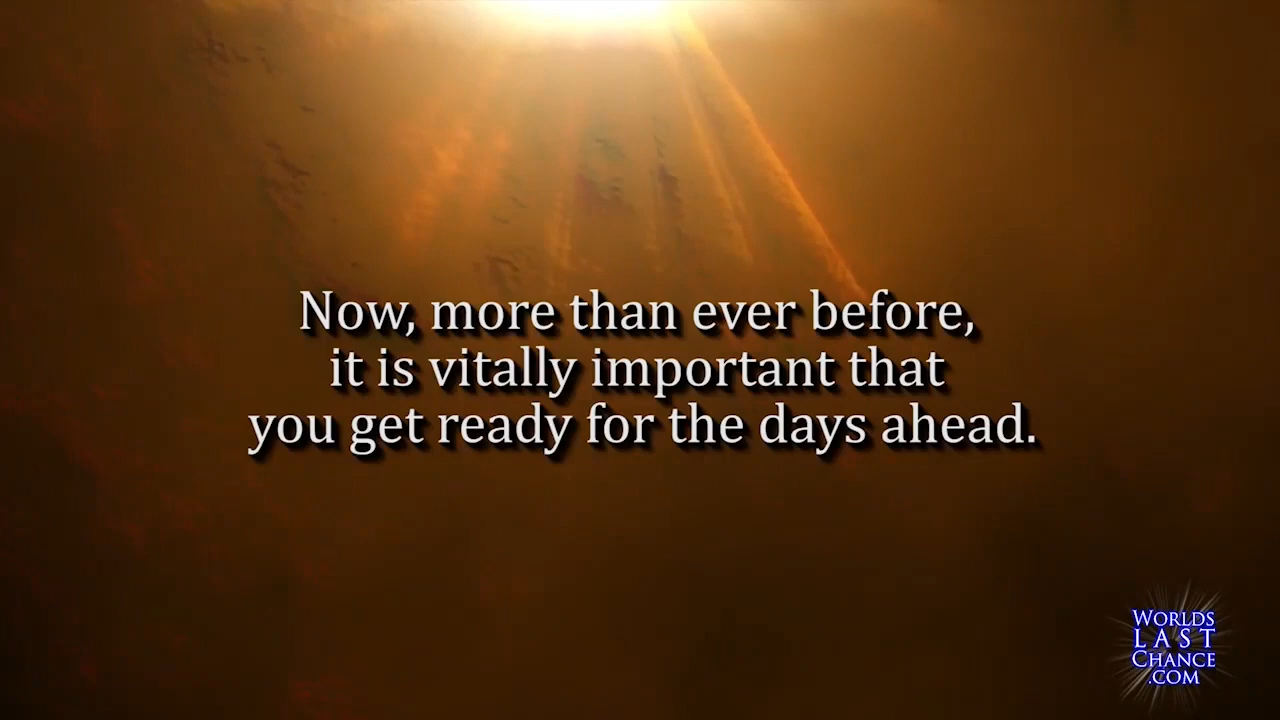 Now, more than ever before,
it is vitally important that
you get ready for the days ahead.
WORLDS
LAST
CHANCE
.COM